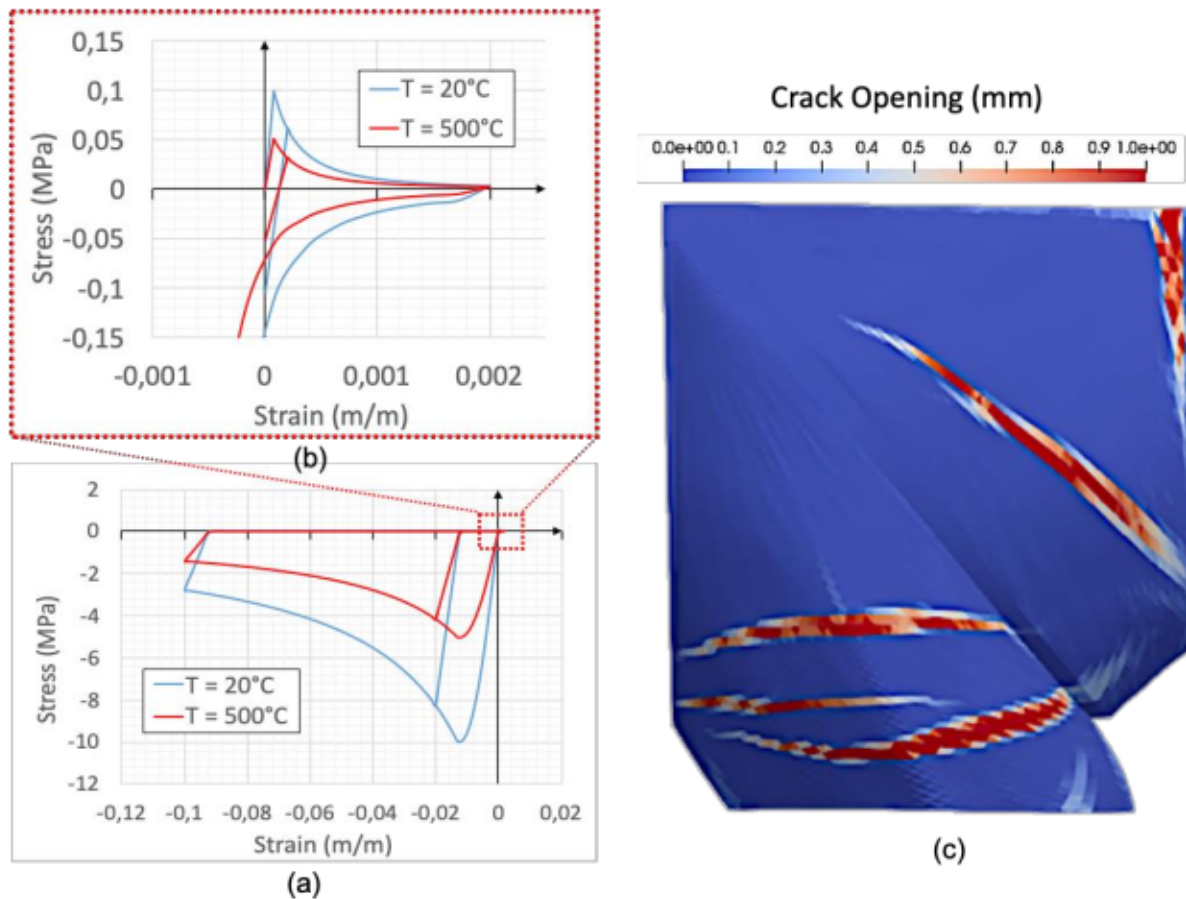 0,15
0,1
0,05
0
-0,05
-0,1
-0,15
Stress (MPa)
T = 20°C
T = 500°C
-0,001
0
0,001
0,002
Strain (m/m)
(b)
2
0
-2
-4
-6
-8
-10
-12
Stress (MPa)
T = 20°C
T = 500°C
-0,12
-0,1
-0,08
-0,06
-0,04
-0,02
0
0,02
Strain (m/m)
(a)
Crack Opening (mm)
0.0e+00 0.1 0.2 0.3 0.4 0.5 0.6 0.7 0.8 0.9 1.0e+00
(c)